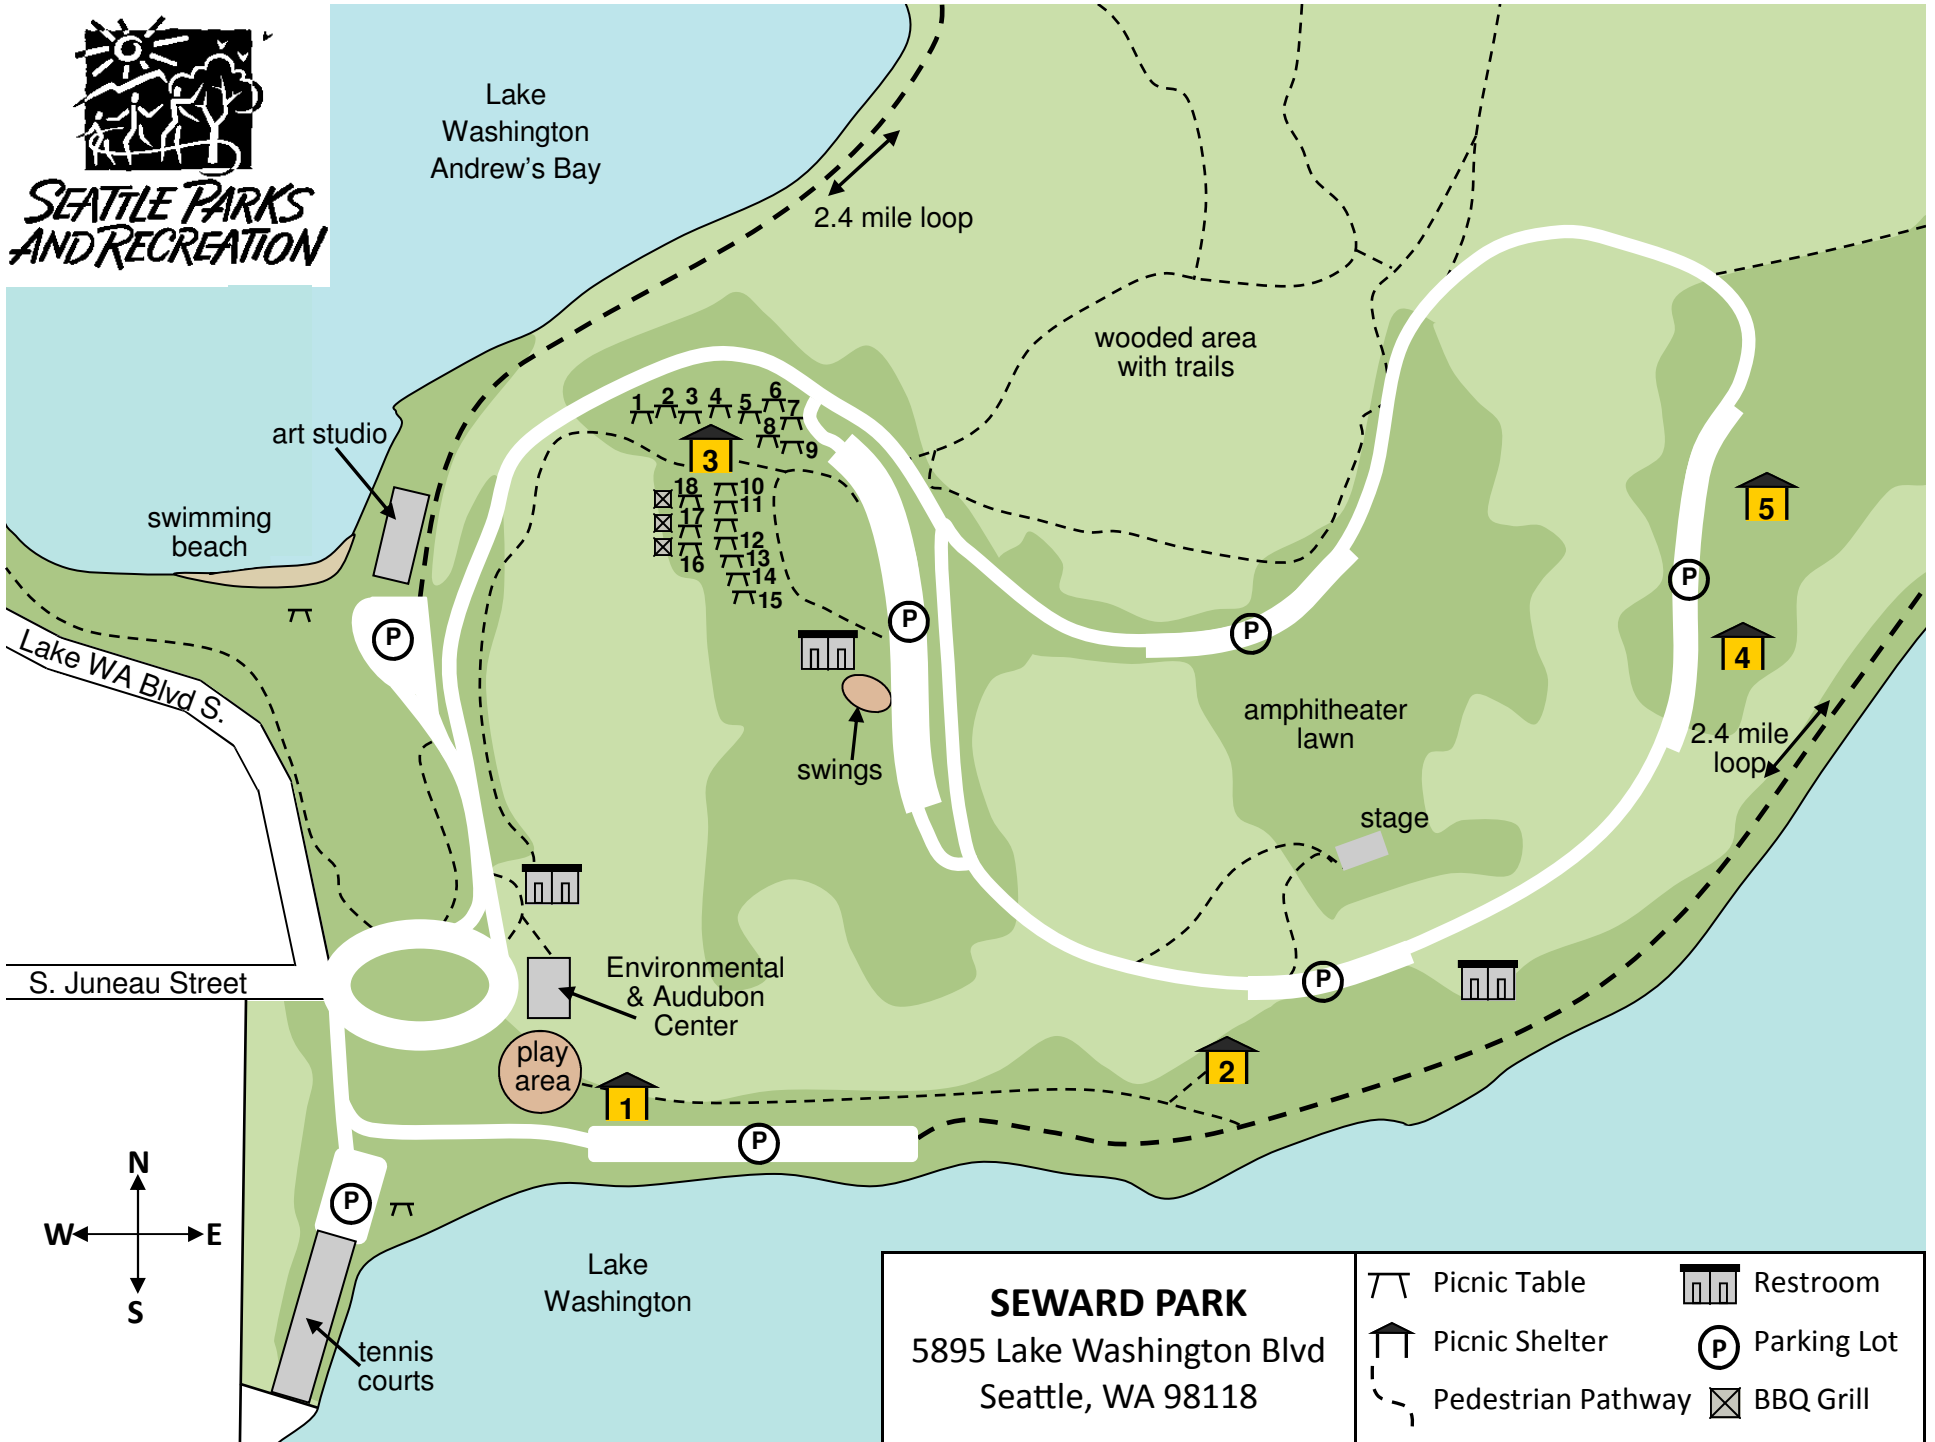 SEATTLE PARKS
AND RECREATION
Lake
Washington
Andrew's Bay
2.4 mile loop
wooded area
with trails
art studio
swimming
beach
1
2
3
4
5
6
7
8
9
3
18
10
11
17
12
13
16
14
15
5
P
P
P
P
4
Lake WA Blvd S.
amphitheater
lawn
2.4 mile
loop
swings
stage
S. Juneau Street
Environmental
& Audubon
Center
P
play
area
2
1
P
N
W
E
S
P
Lake
Washington
tennis
courts
SEWARD PARK
5895 Lake Washington Blvd
Seattle, WA 98118
Picnic Table
Restroom
Picnic Shelter
P
Parking Lot
Pedestrian Pathway
BBQ Grill